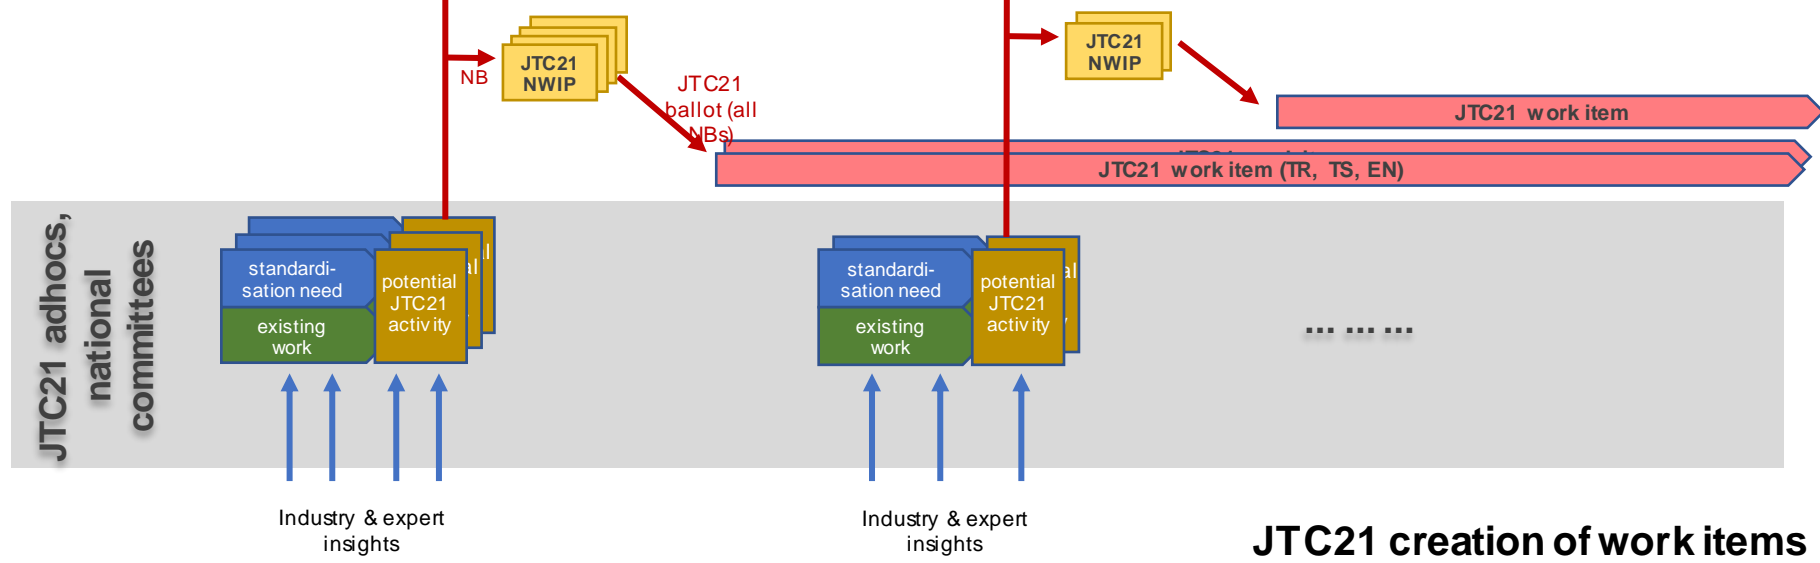 NB
JTC21
NWIP
JTC21
ballot (all
NBs)
JTC21
NWIP
JTC21 work item
JTC21 work item (TR, TS, EN)
JTC21 adhocs,
national
committees
standardi-
sation need
existing
work
potential
JTC21
activity
standardi-
sation need
existing
work
potential
JTC21
activity
... ... ...
Industry & expert
insights
Industry & expert
insights
JTC21 creation of work items